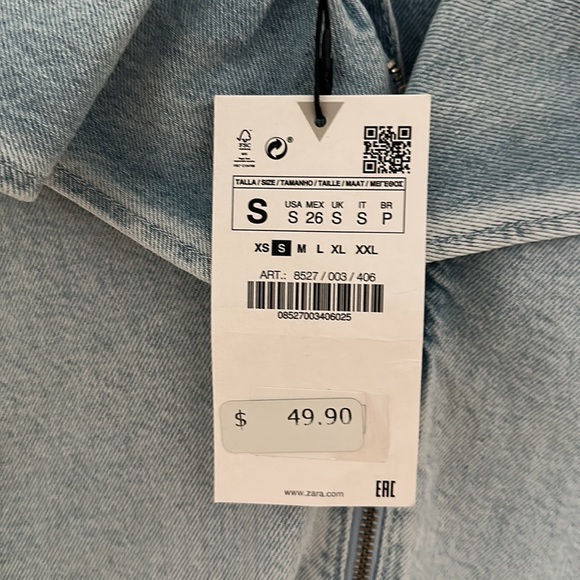 FSC
®
TALLA / SIZE / TAMANHO / TAILLE / MAAT / ΜΕΓΕΘΟΣ
S
USA MEX UK IT BR
S 26 S S P
XS S M L XL XXL
ART.: 8527 / 003 / 406
08527003406025
$ 49.90
www.zara.com
EAC